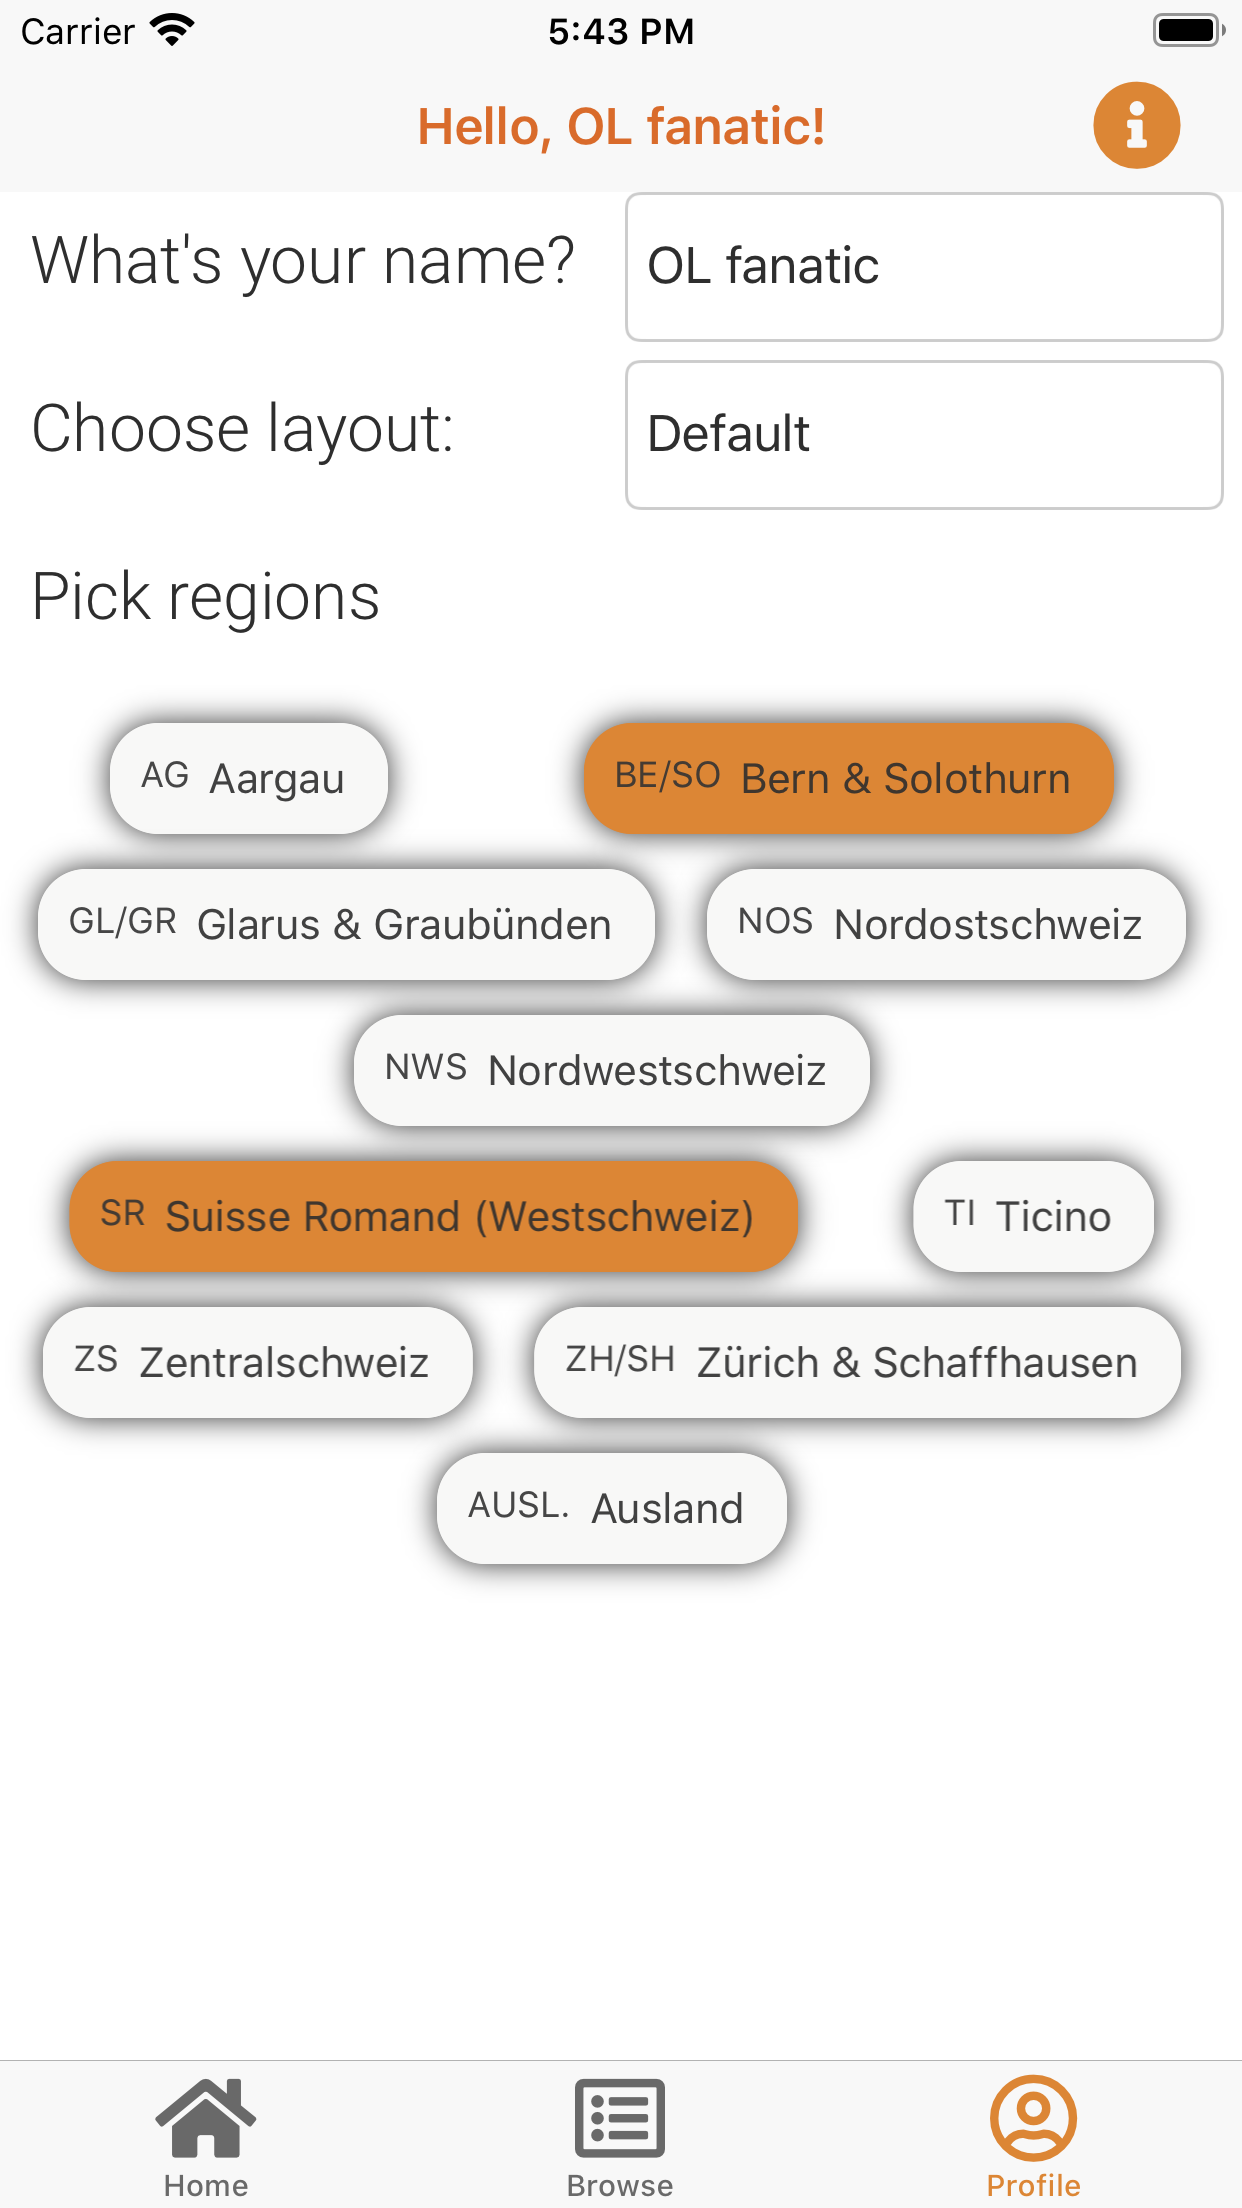 Carrier 5:43 PM
Hello, OL fanatic!
What's your name? OL fanatic
Choose layout: Default
Pick regions
AG Aargau BE/SO Bern & Solothurn
GL/GR Glarus & Graubünden NOS Nordostschweiz
NWS Nordwestschweiz
SR Suisse Romand (Westschweiz) TI Ticino
ZS Zentralschweiz ZH/SH Zürich & Schaffhausen
AUSL. Ausland
Home Browse Profile